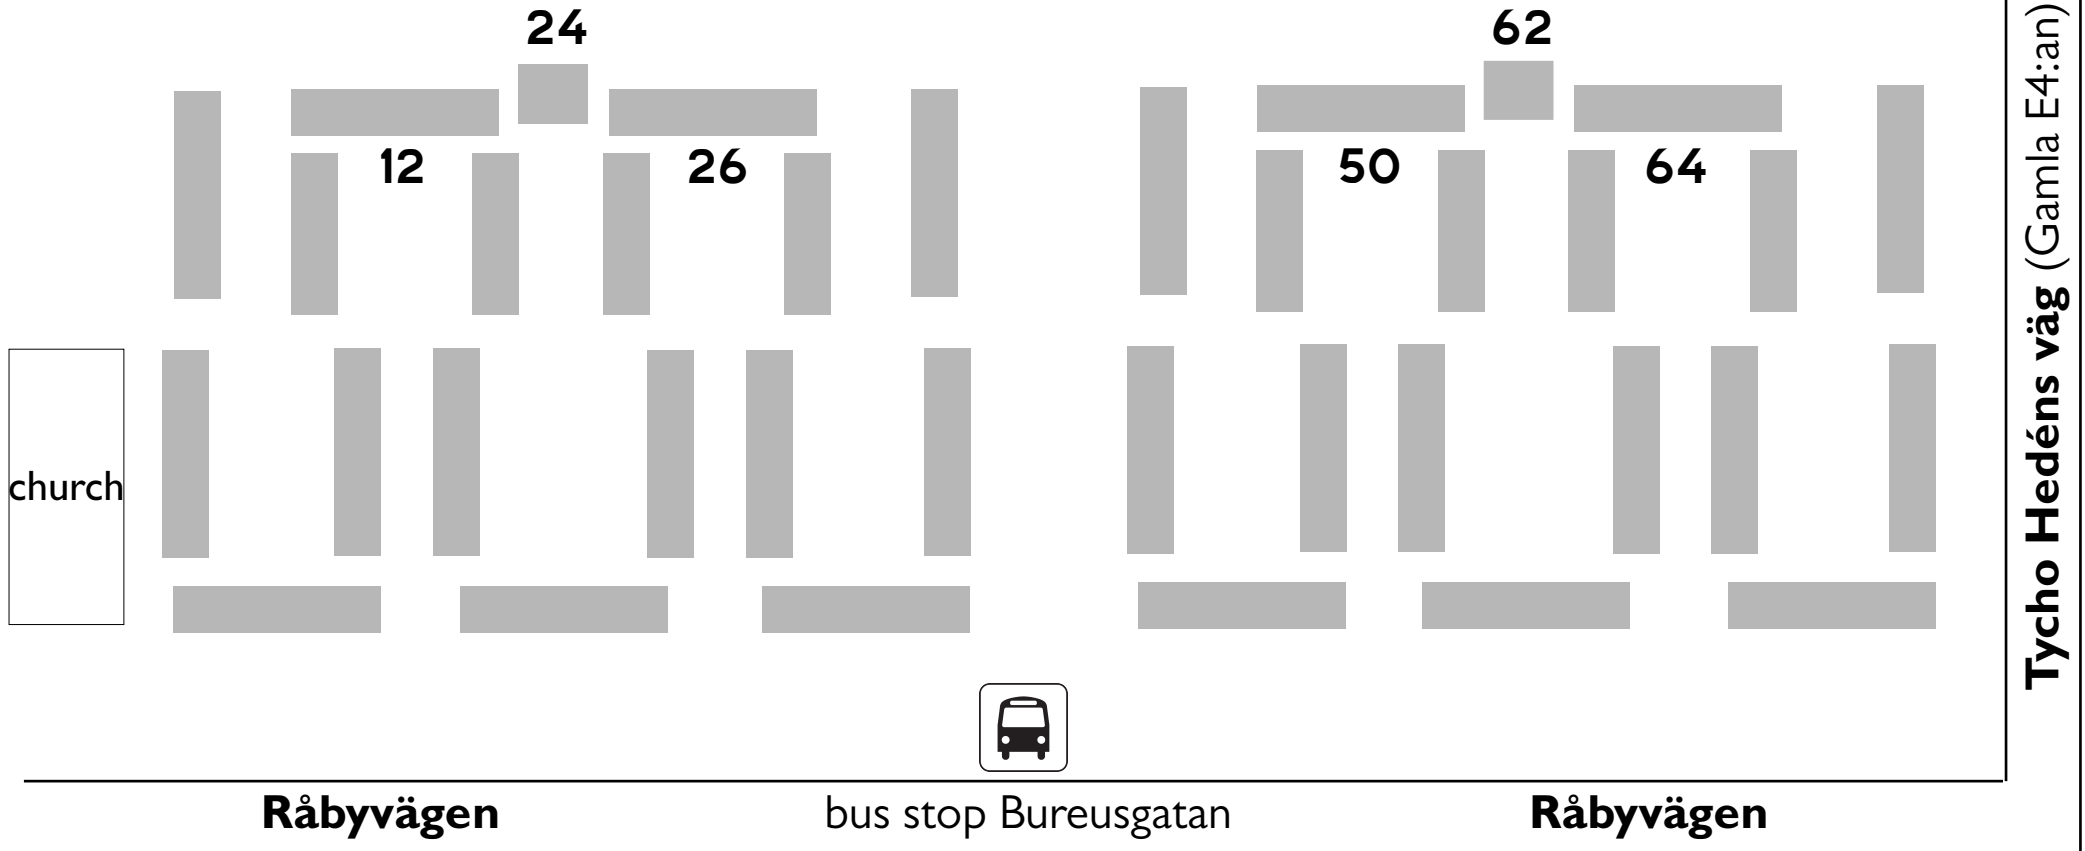 24
62
12
26
50
64
church
Tycho Hedéns väg (Gamla E4:an)
Råbyvägen
bus stop Bureusgatan
Råbyvägen